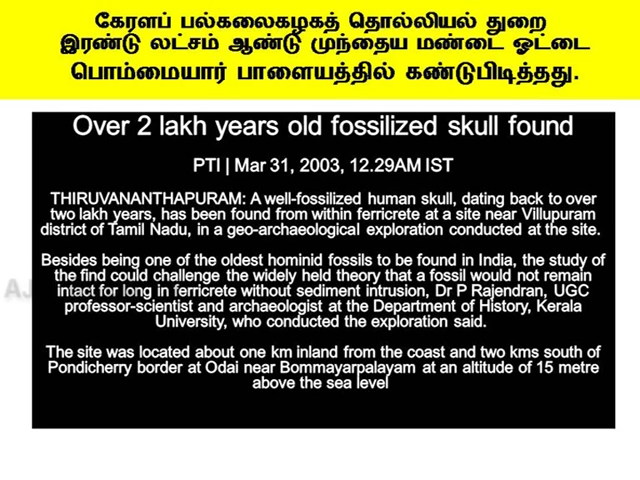 கேரளப் பல்கலைகழகத் தொல்லியல் துறை
இரண்டு லட்சம் ஆண்டு முந்தைய மண்டை ஓட்டை
பொம்மையார் பாளையத்தில் கண்டுபிடித்தது.
Over 2 lakh years old fossilized skull found
PTI | Mar 31, 2003, 12.29AM IST
THIRUVANANTHAPURAM: A well-fossilized human skull, dating back to over
two lakh years, has been found from within ferricrete at a site near Villupuram
district of Tamil Nadu, in a geo-archaeological exploration conducted at the site.
Besides being one of the oldest hominid fossils to be found in India, the study of
the find could challenge the widely held theory that a fossil would not remain
intact for long in ferricrete without sediment intrusion, Dr P Rajendran, UGC
professor-scientist and archaeologist at the Department of History, Kerala
University, who conducted the exploration said.
The site was located about one km inland from the coast and two kms south of
Pondicherry border at Odai near Bommayarpalayam at an altitude of 15 metre
above the sea level